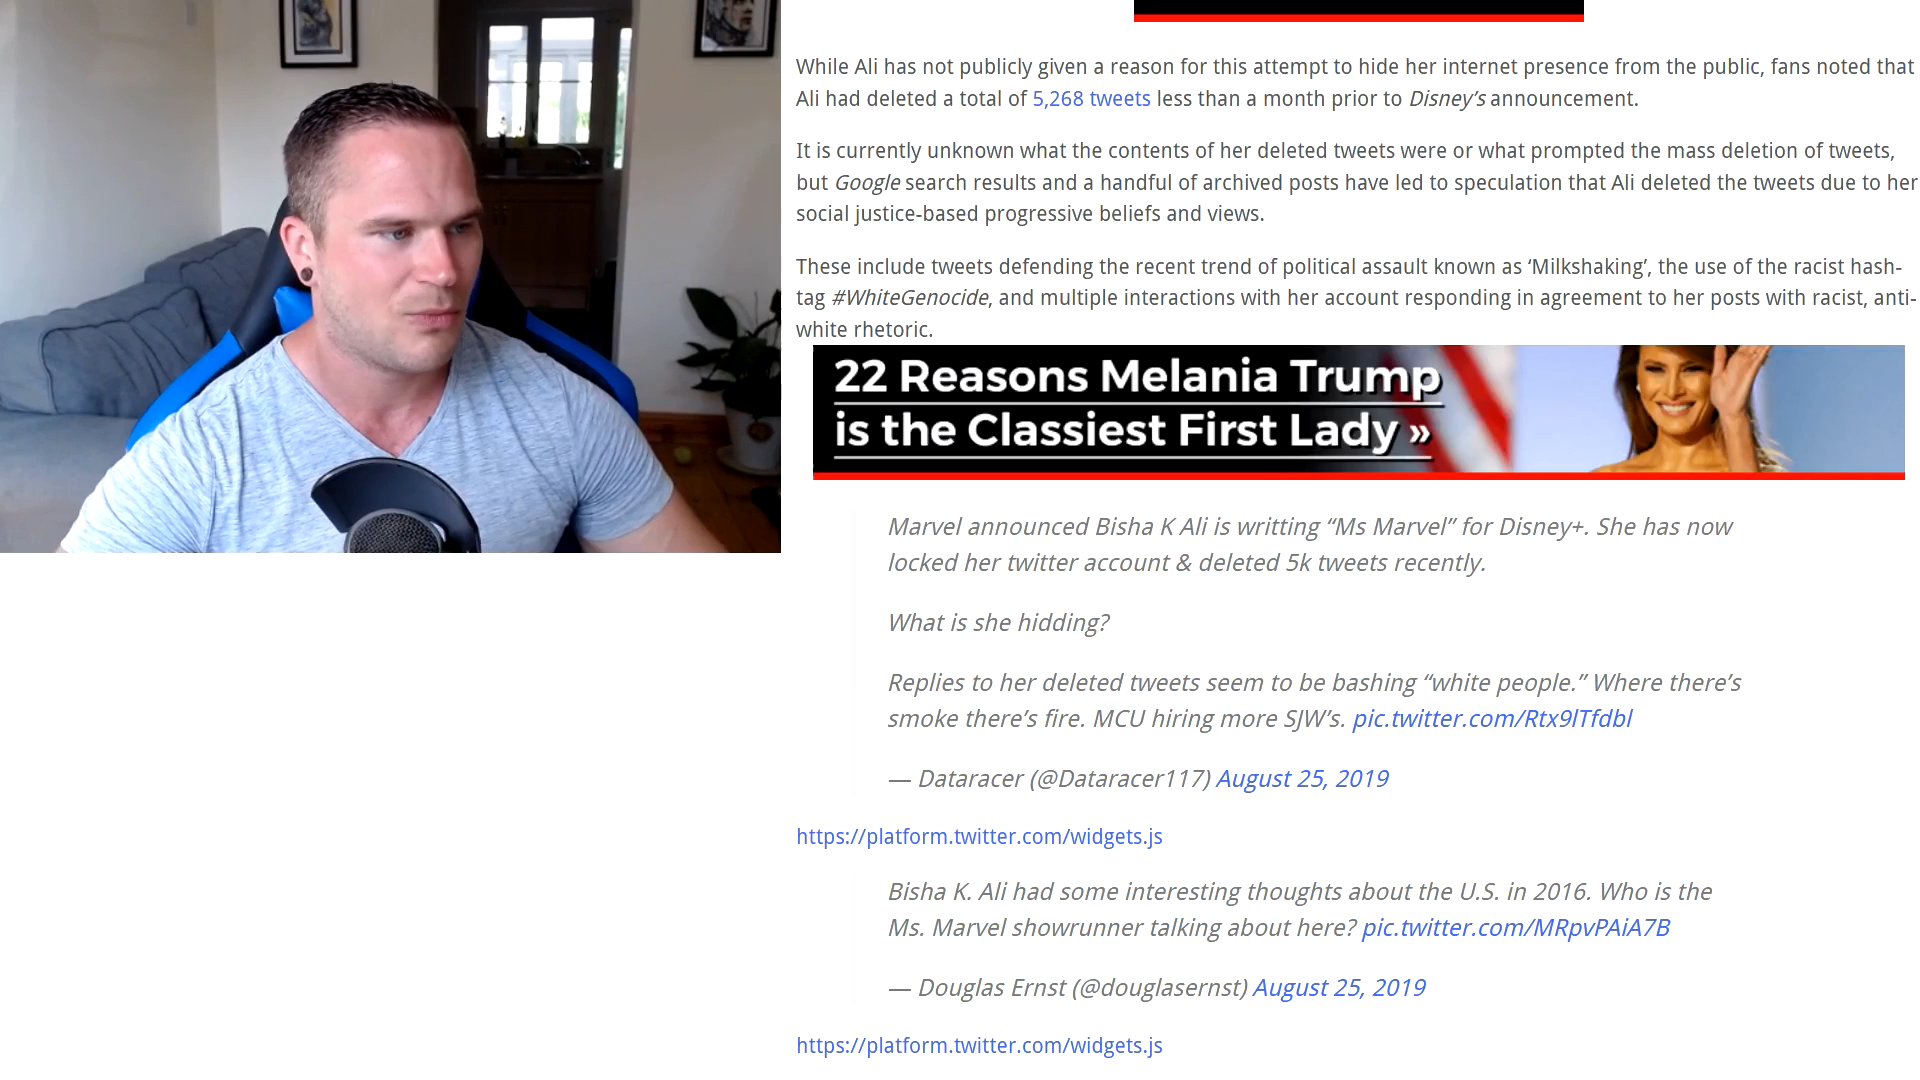 While Ali has not publicly given a reason for this attempt to hide her internet presence from the public, fans noted that
Ali had deleted a total of 5,268 tweets less than a month prior to Disney’s announcement.
It is currently unknown what the contents of her deleted tweets were or what prompted the mass deletion of tweets,
but Google search results and a handful of archived posts have led to speculation that Ali deleted the tweets due to her
social justice-based progressive beliefs and views.
These include tweets defending the recent trend of political assault known as ‘Milkshaking’, the use of the racist hash-
tag #WhiteGenocide, and multiple interactions with her account responding in agreement to her posts with racist, anti-
white rhetoric.
22 Reasons Melania Trump
is the Classiest First Lady »
Marvel announced Bisha K Ali is writting “Ms Marvel” for Disney+. She has now
locked her twitter account & deleted 5k tweets recently.
What is she hidding?
Replies to her deleted tweets seem to be bashing “white people.” Where there’s
smoke there’s fire. MCU hiring more SJW’s. pic.twitter.com/Rtx9lTfdbl
— Dataracer (@Dataracer117) August 25, 2019
https://platform.twitter.com/widgets.js
Bisha K. Ali had some interesting thoughts about the U.S. in 2016. Who is the
Ms. Marvel showrunner talking about here? pic.twitter.com/MRpvPAiA7B
— Douglas Ernst (@douglasernst) August 25, 2019
https://platform.twitter.com/widgets.js